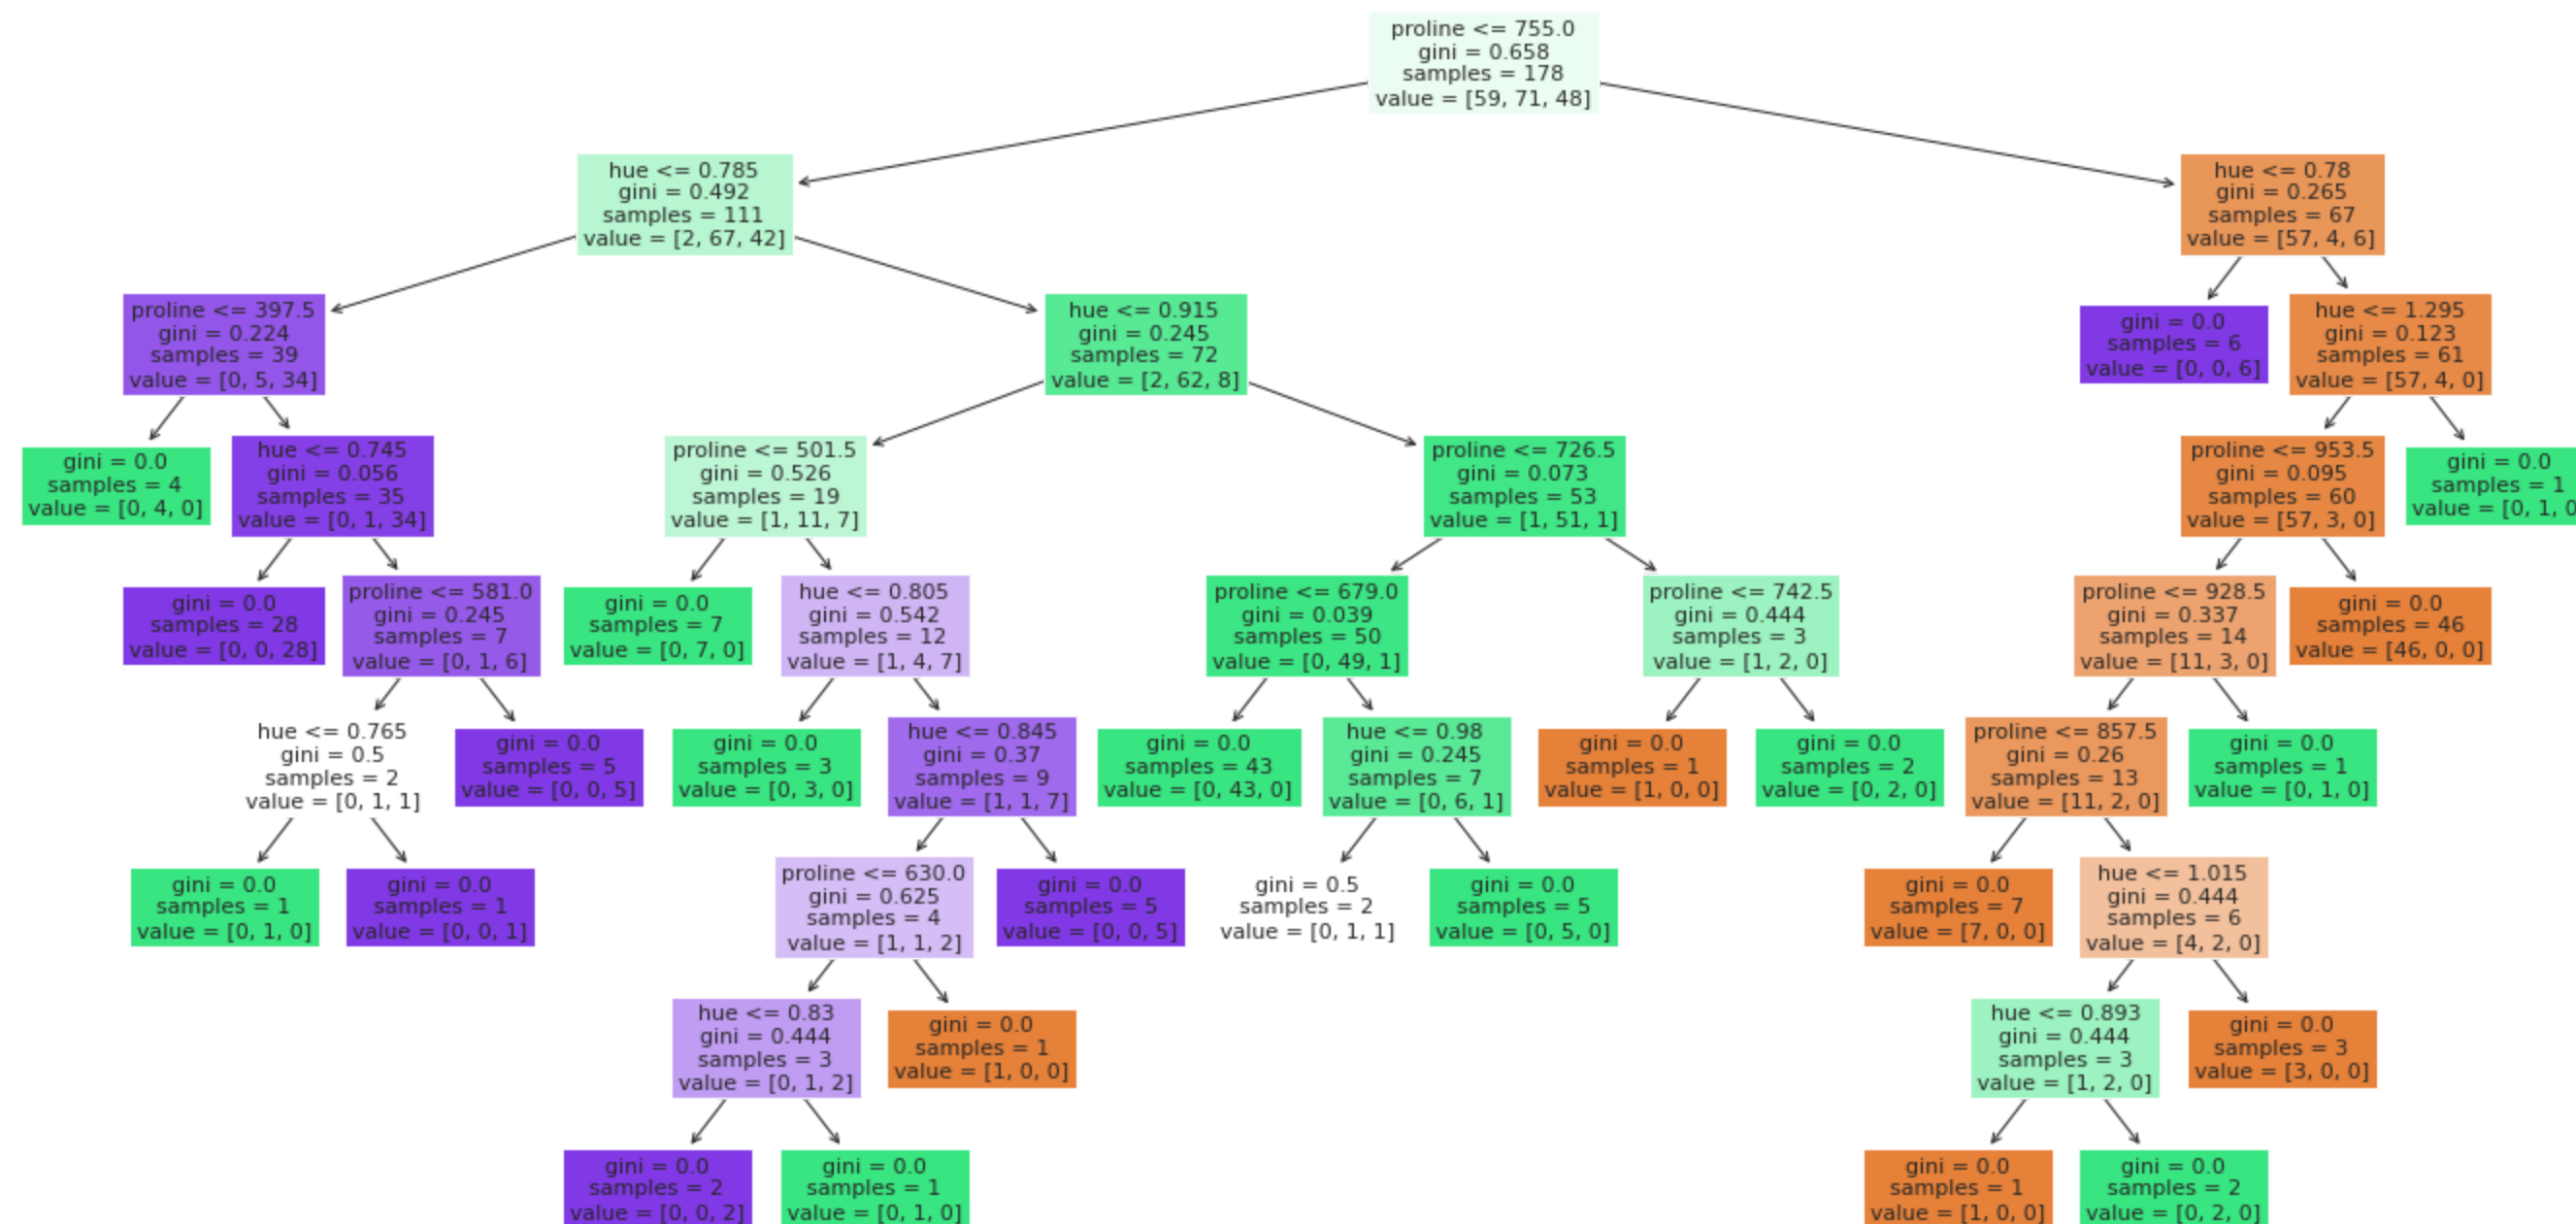 proline <= 755.0
gini = 0.658
samples = 178
value = [59, 71, 48]
hue <= 0.785
gini = 0.492
samples = 111
value = [2, 67, 42]
hue <= 0.78
gini = 0.265
samples = 67
value = [57, 4, 6]
proline <= 397.5
gini = 0.224
samples = 39
value = [0, 5, 34]
hue <= 0.915
gini = 0.245
samples = 72
value = [2, 62, 8]
gini = 0.0
samples = 6
value = [0, 0, 6]
hue <= 1.295
gini = 0.123
samples = 61
value = [57, 4, 0]
gini = 0.0
samples = 4
value = [0, 4, 0]
hue <= 0.745
gini = 0.056
samples = 35
value = [0, 1, 34]
proline <= 501.5
gini = 0.526
samples = 19
value = [1, 11, 7]
proline <= 726.5
gini = 0.073
samples = 53
value = [1, 51, 1]
proline <= 953.5
gini = 0.095
samples = 60
value = [57, 3, 0]
gini = 0.0
samples = 1
value = [0, 1, 0
gini = 0.0
samples = 28
value = [0, 0, 28]
proline <= 581.0
gini = 0.245
samples = 7
value = [0, 1, 6]
gini = 0.0
samples = 7
value = [0, 7, 0]
hue <= 0.805
gini = 0.542
samples = 12
value = [1, 4, 7]
proline <= 679.0
gini = 0.039
samples = 50
value = [0, 49, 1]
proline <= 742.5
gini = 0.444
samples = 3
value = [1, 2, 0]
proline <= 928.5
gini = 0.337
samples = 14
value = [11, 3, 0]
gini = 0.0
samples = 46
value = [46, 0, 0]
hue <= 0.765
gini = 0.5
samples = 2
value = [0, 1, 1]
gini = 0.0
samples = 5
value = [0, 0, 5]
gini = 0.0
samples = 3
value = [0, 3, 0]
hue <= 0.845
gini = 0.37
samples = 9
value = [1, 1, 7]
gini = 0.0
samples = 43
value = [0, 43, 0]
hue <= 0.98
gini = 0.245
samples = 7
value = [0, 6, 1]
gini = 0.0
samples = 1
value = [1, 0, 0]
gini = 0.0
samples = 2
value = [0, 2, 0]
proline <= 857.5
gini = 0.26
samples = 13
value = [11, 2, 0]
gini = 0.0
samples = 1
value = [0, 1, 0]
gini = 0.0
samples = 1
value = [0, 1, 0]
gini = 0.0
samples = 1
value = [0, 0, 1]
proline <= 630.0
gini = 0.625
samples = 4
value = [1, 1, 2]
gini = 0.0
samples = 5
value = [0, 0, 5]
gini = 0.5
samples = 2
value = [0, 1, 1]
gini = 0.0
samples = 5
value = [0, 5, 0]
gini = 0.0
samples = 7
value = [7, 0, 0]
hue <= 1.015
gini = 0.444
samples = 6
value = [4, 2, 0]
hue <= 0.83
gini = 0.444
samples = 3
value = [0, 1, 2]
gini = 0.0
samples = 1
value = [1, 0, 0]
hue <= 0.893
gini = 0.444
samples = 3
value = [1, 2, 0]
gini = 0.0
samples = 3
value = [3, 0, 0]
gini = 0.0
samples = 2
value = [0, 0, 2]
gini = 0.0
samples = 1
value = [0, 1, 0]
gini = 0.0
samples = 1
value = [1, 0, 0]
gini = 0.0
samples = 2
value = [0, 2, 0]